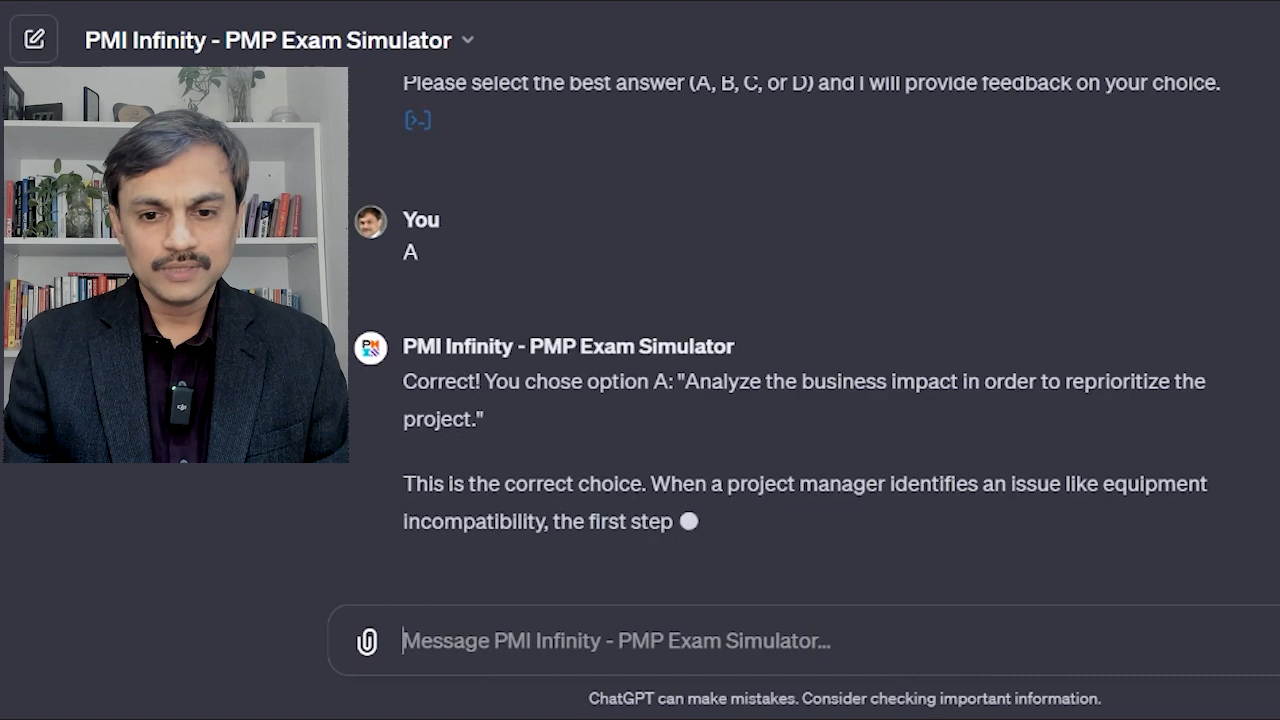 PMI Infinity - PMP Exam Simulator
Please select the best answer (A, B, C, or D) and I will provide feedback on your choice.
[>_]
You
A
PMI Infinity - PMP Exam Simulator
Correct! You chose option A: "Analyze the business impact in order to reprioritize the
project."
This is the correct choice. When a project manager identifies an issue like equipment
incompatibility, the first step
Message PMI Infinity - PMP Exam Simulator...
ChatGPT can make mistakes. Consider checking important information.